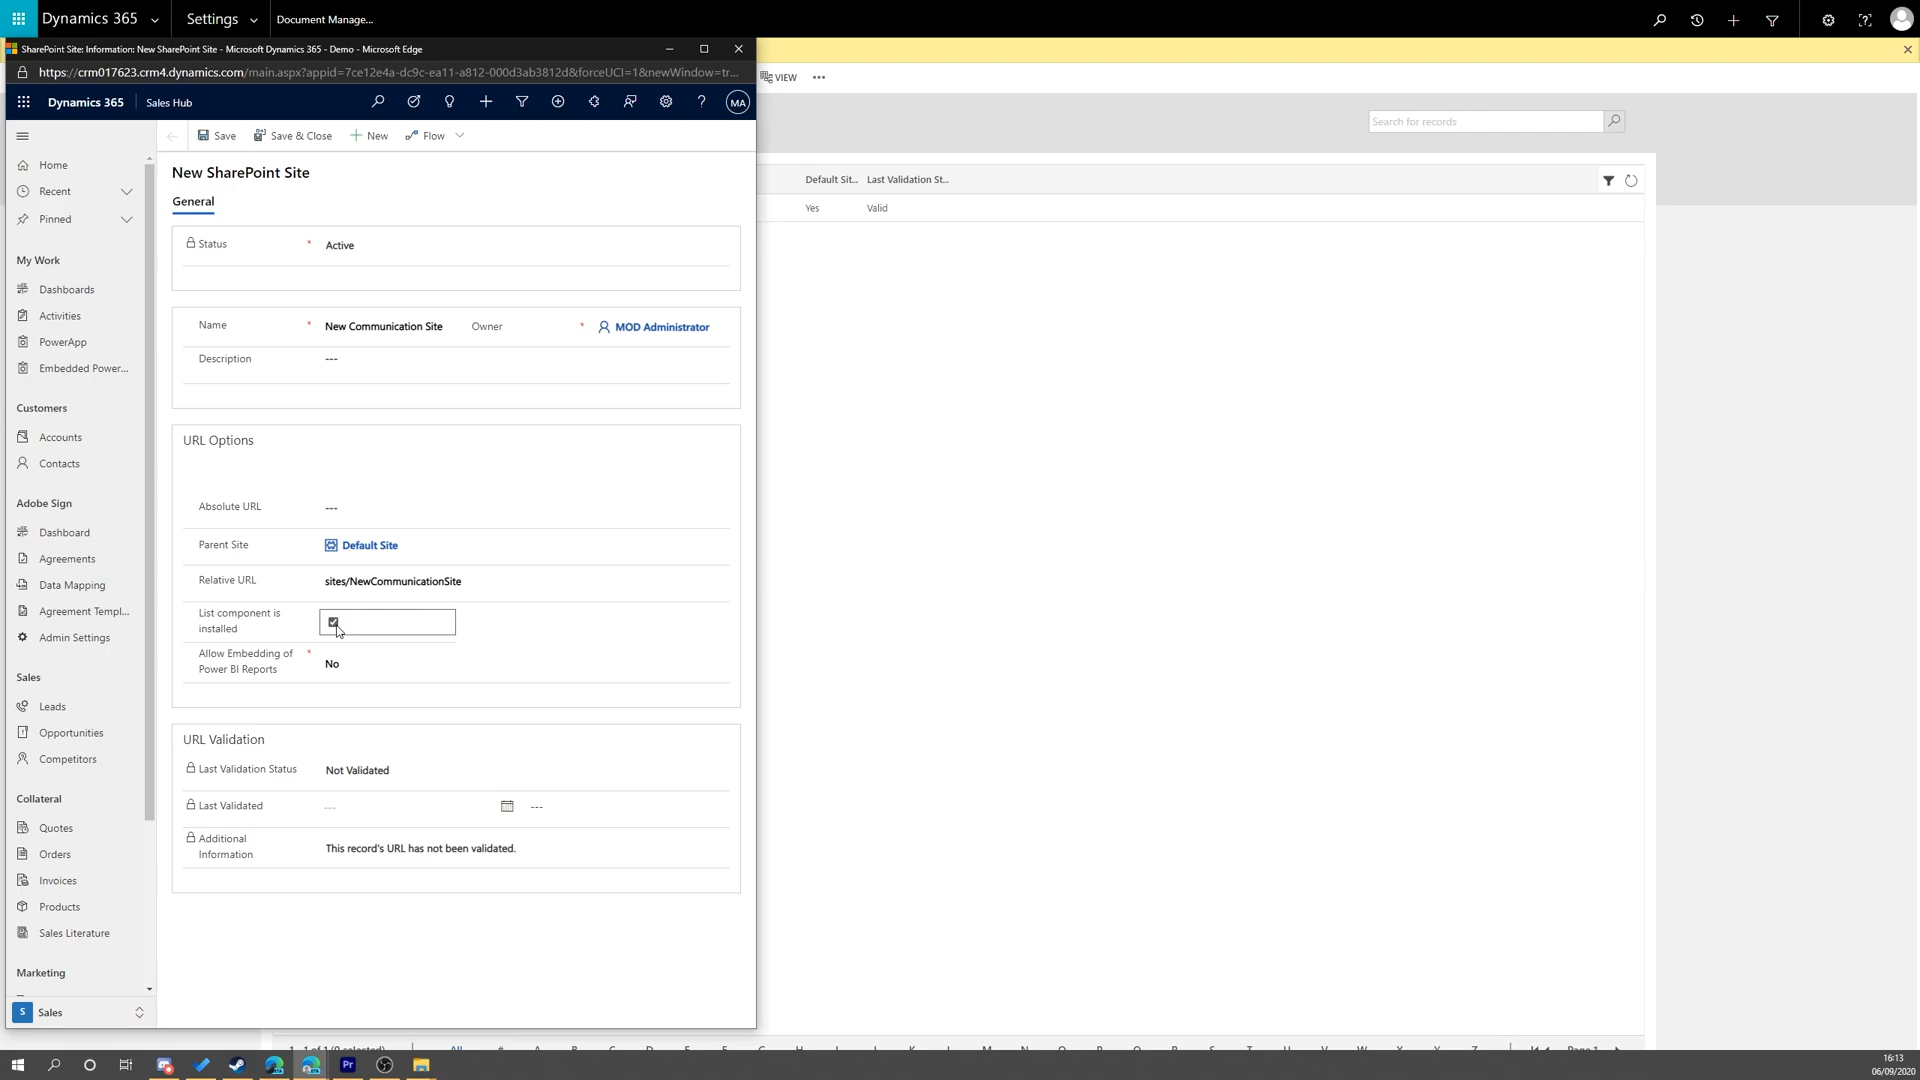 Dynamics 365
Settings
Document Manage...
SharePoint Site: Information: New SharePoint Site - Microsoft Dynamics 365 - Demo - Microsoft Edge
https://crm017623.crm4.dynamics.com/main.aspx?appid=7ce12e4a-dc9c-ea11-a812-000d3ab3812d&forceUCI=1&newWindow=tr...
VIEW
Dynamics 365
Sales Hub
MA
Save
Save & Close
New
Flow
Search for records
Home
Recent
Pinned
My Work
Dashboards
Activities
PowerApp
Embedded Power...
Customers
Accounts
Contacts
Adobe Sign
Dashboard
Agreements
Data Mapping
Agreement Templ...
Admin Settings
Sales
Leads
Opportunities
Competitors
Collateral
Quotes
Orders
Invoices
Products
Sales Literature
Marketing
S
Sales
New SharePoint Site
General
Status * Active
Name * New Communication Site
Owner * MOD Administrator
Description ---
URL Options
Absolute URL ---
Parent Site Default Site
Relative URL sites/NewCommunicationSite
List component is
installed
Allow Embedding of * No
Power BI Reports
URL Validation
Last Validation Status Not Validated
Last Validated --- ---
Additional
Information This record's URL has not been validated.
Default Sit... Last Validation St...
Yes Valid
Pr
16:13
06/09/2020